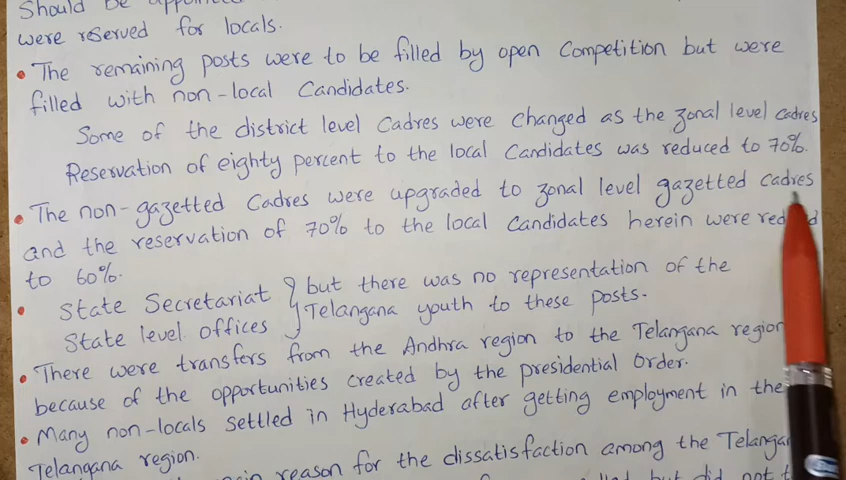 Should be appointed
were reserved for locals.
• The remaining posts were to be filled by open Competition but were
filled with non-local Candidates.
Some of the district level Cadres were changed as the zonal level cadres
Reservation of eighty percent to the local Candidates was reduced to 70%.
• The non-gazetted Cadres were upgraded to zonal level gazetted cadres
and the reservation of 70% to the local Candidates herein were
to 60%.
• State Secretariat } but there was no representation of the
State level offices } Telangana youth to these posts.
• There were transfers from the Andhra region to the Telangana region
because of the opportunities created by the presidential Order.
• Many non-locals settled in Hyderabad after getting employment in the
Telangana region.
reason for the dissatisfaction among the
but did not